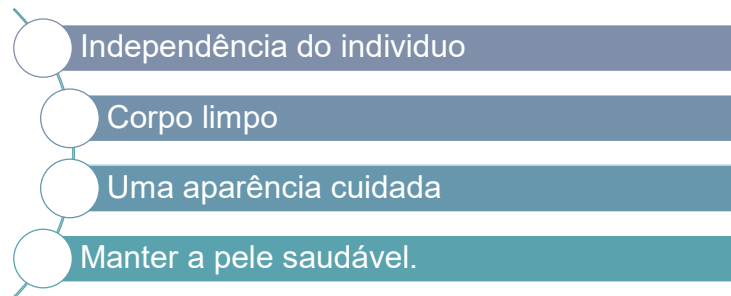 Independência do individuo
Corpo limpo
Uma aparência cuidada
Manter a pele saudável.